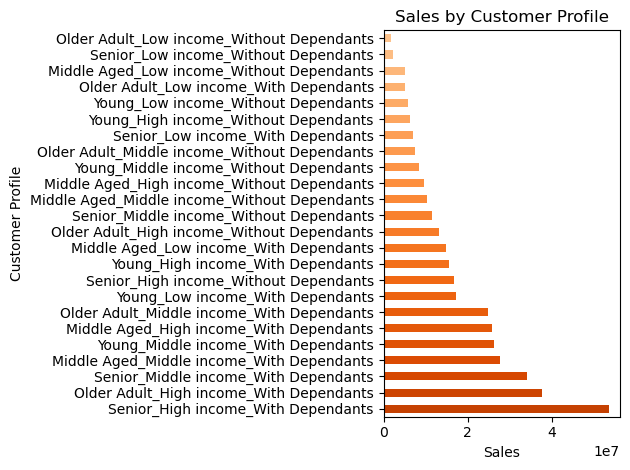 Sales by Customer Profile
Older Adult_Low income_Without Dependants
Senior_Low income_Without Dependants
Middle Aged_Low income_Without Dependants
Older Adult_Low income_With Dependants
Young_Low income_Without Dependants
Young_High income_Without Dependants
Senior_Low income_With Dependants
Older Adult_Middle income_Without Dependants
Young_Middle income_Without Dependants
Middle Aged_High income_Without Dependants
Middle Aged_Middle income_Without Dependants
Senior_Middle income_Without Dependants
Older Adult_High income_Without Dependants
Middle Aged_Low income_With Dependants
Young_High income_With Dependants
Senior_High income_Without Dependants
Young_Low income_With Dependants
Older Adult_Middle income_With Dependants
Middle Aged_High income_With Dependants
Young_Middle income_With Dependants
Middle Aged_Middle income_With Dependants
Senior_Middle income_With Dependants
Older Adult_High income_With Dependants
Senior_High income_With Dependants
Customer Profile
0 2 4
Sales
1e7